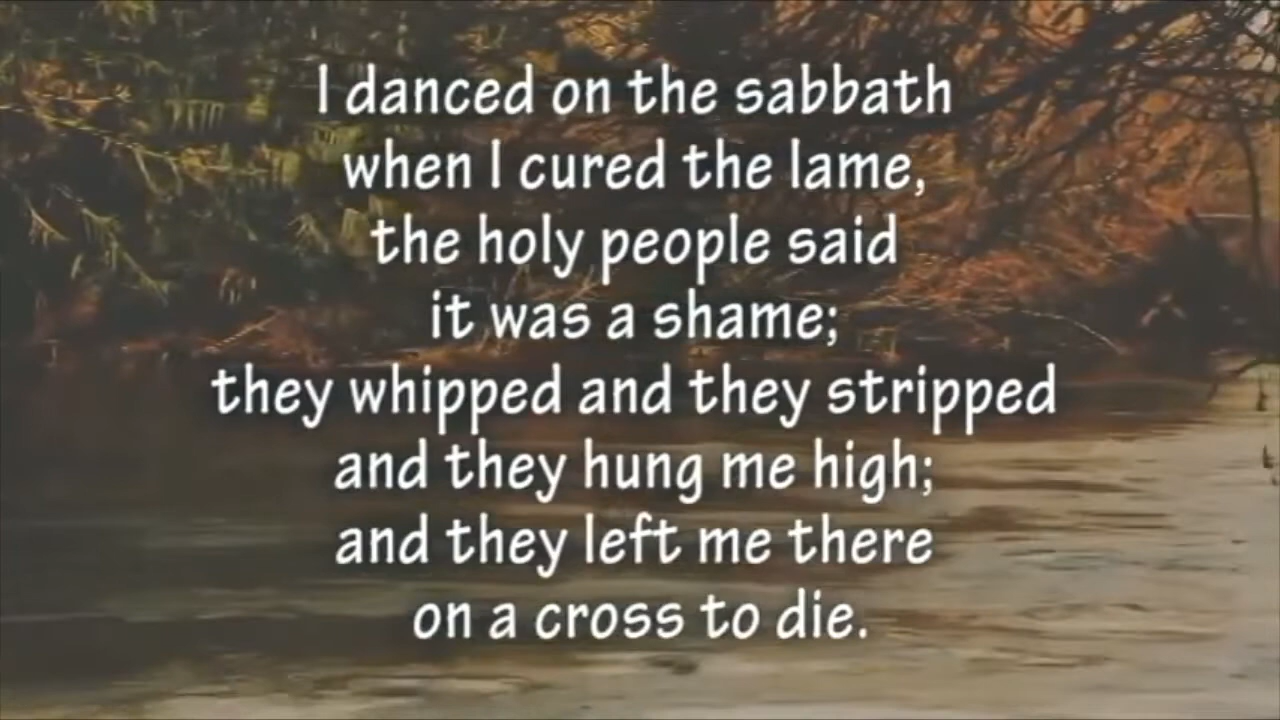 I danced on the sabbath
when I cured the lame,
the holy people said
it was a shame;
they whipped and they stripped
and they hung me high;
and they left me there
on a cross to die.